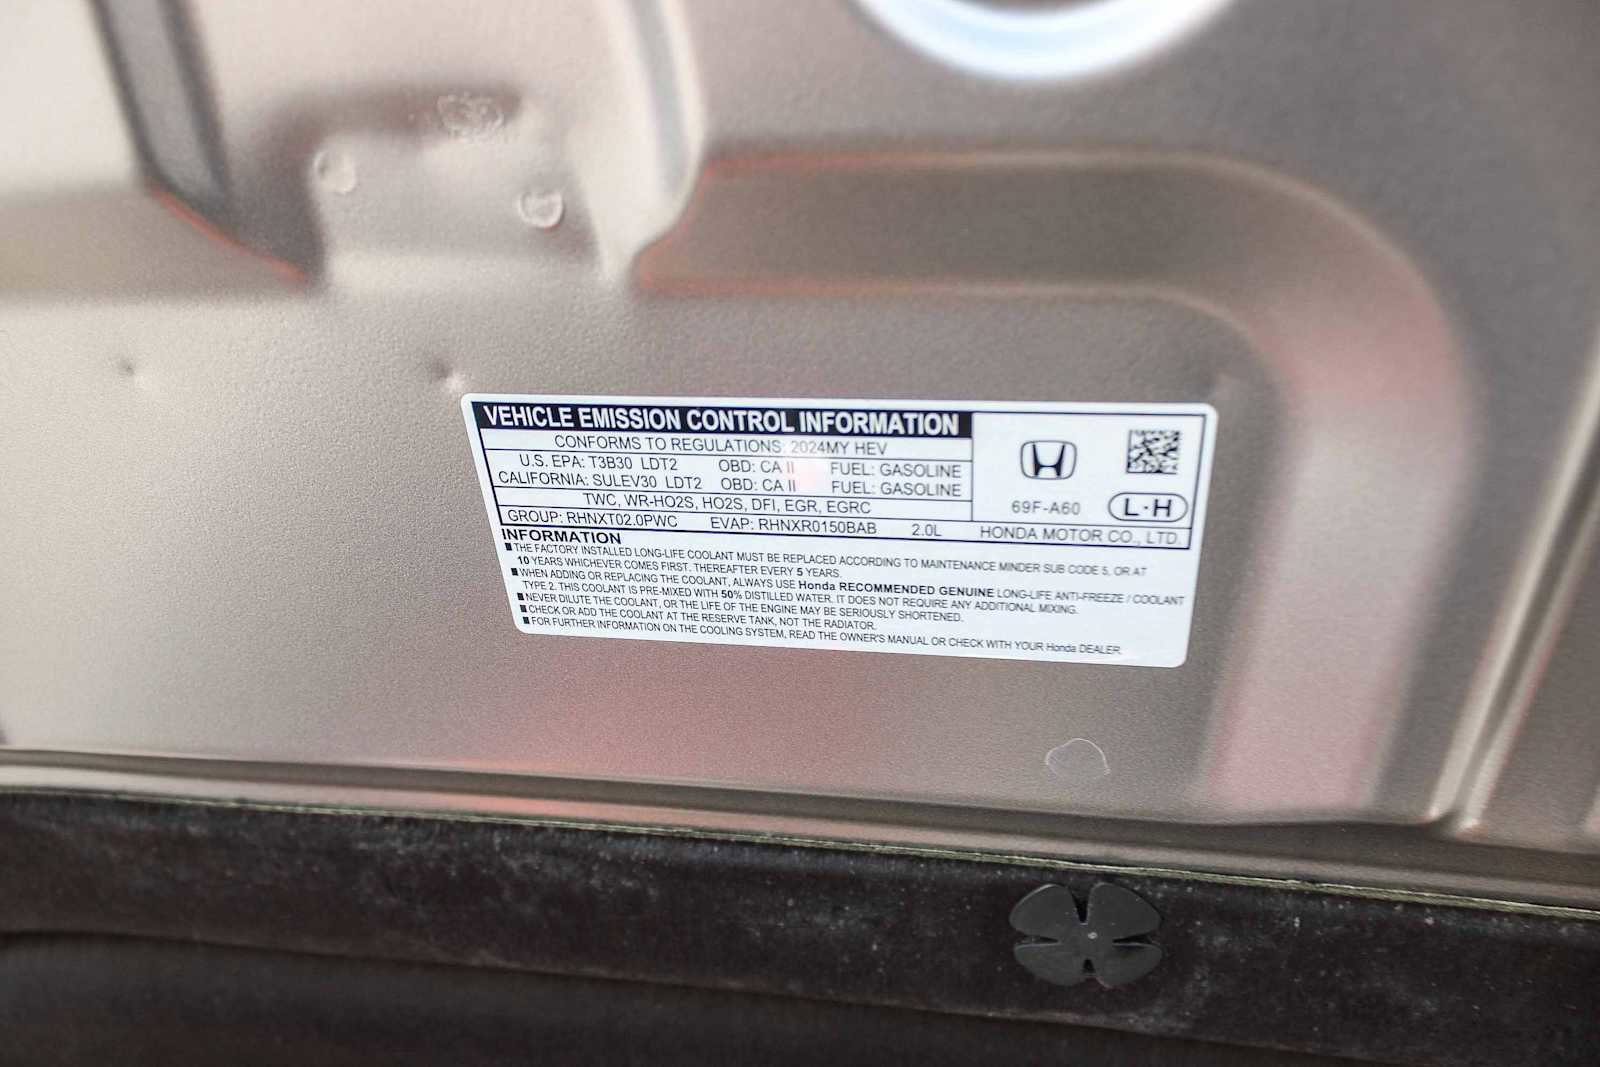 VEHICLE EMISSION CONTROL INFORMATION
CONFORMS TO REGULATIONS: 2024MY HEV
U.S. EPA: T3B30 LDT2 OBD: CA II FUEL: GASOLINE
CALIFORNIA: SULEV30 LDT2 OBD: CA II FUEL: GASOLINE
TWC, WR-HO2S, HO2S, DFI, EGR, EGRC
GROUP: RHNXT02.0PWC EVAP: RHNXR0150BAB 2.0L
69F-A60 L-H
HONDA MOTOR CO., LTD.
INFORMATION
■ THE FACTORY INSTALLED LONG-LIFE COOLANT MUST BE REPLACED ACCORDING TO MAINTENANCE MINDER SUB CODE 5, OR AT
10 YEARS WHICHEVER COMES FIRST. THEREAFTER EVERY 5 YEARS.
■ WHEN ADDING OR REPLACING THE COOLANT, ALWAYS USE Honda RECOMMENDED GENUINE LONG-LIFE ANTI-FREEZE / COOLANT
TYPE 2. THIS COOLANT IS PRE-MIXED WITH 50% DISTILLED WATER. IT DOES NOT REQUIRE ANY ADDITIONAL MIXING.
■ NEVER DILUTE THE COOLANT, OR THE LIFE OF THE ENGINE MAY BE SERIOUSLY SHORTENED.
■ CHECK OR ADD THE COOLANT AT THE RESERVE TANK, NOT THE RADIATOR.
■ FOR FURTHER INFORMATION ON THE COOLING SYSTEM, READ THE OWNER'S MANUAL OR CHECK WITH YOUR Honda DEALER.